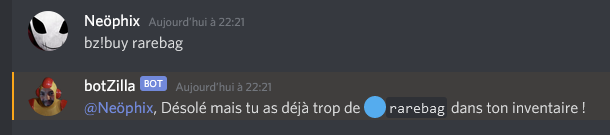 Neöphix Aujourd'hui à 22:21
bz!buy rarebag
botZilla BOT Aujourd'hui à 22:21
@Neöphix, Désolé mais tu as déjà trop de rarebag dans ton inventaire !